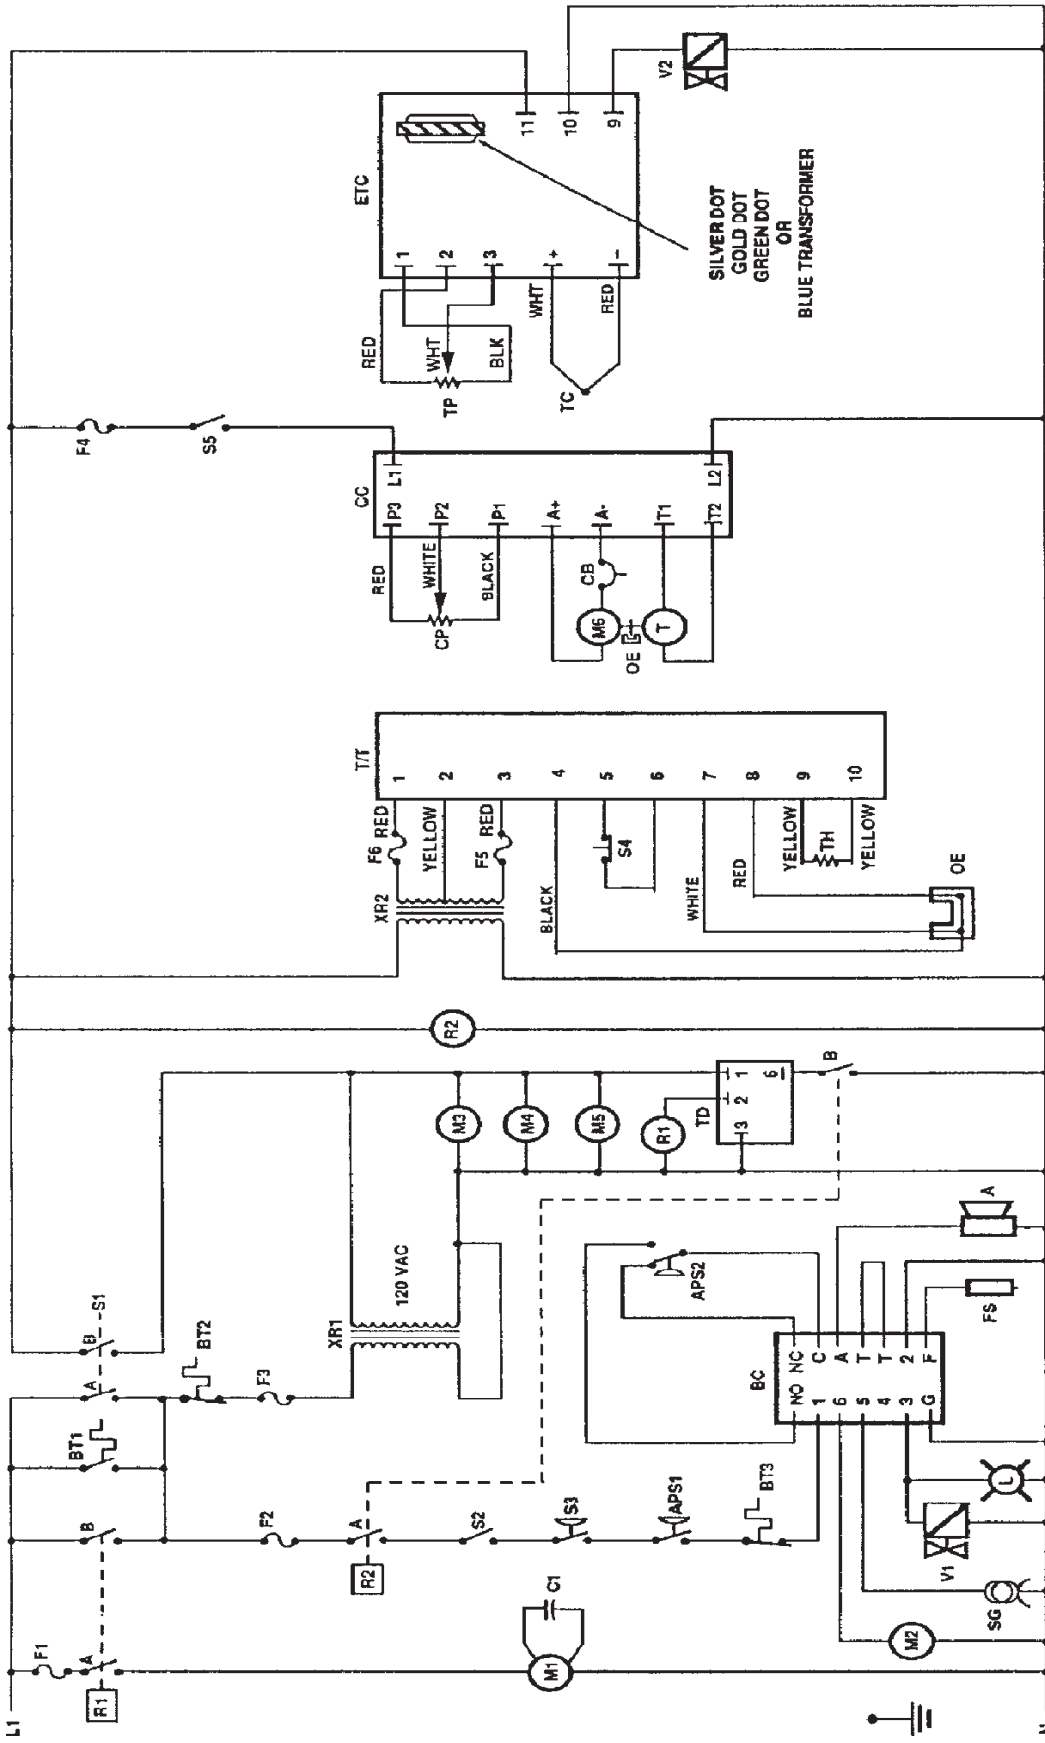 L1
F1
R1
A
B
BT1
A
B
S1
BT2
F3
F2
A
R2
S2
S3
APS1
BT3
M1
C1
XR1
120 VAC
M3
M4
M5
R1
TD
1
2
3
6
B
APS2
BC
NO
NC
1
C
6
A
5
T
4
T
3
2
G
F
FS
A
L
V1
SG
M2
R2
XR2
F6
RED
YELLOW
F5
RED
T/T
1
2
3
4
5
6
7
8
9
10
BLACK
S4
WHITE
RED
YELLOW
TH
YELLOW
OE
F4
S5
CC
L1
P3
P2
P1
A+
A-
T1
T2
L2
RED
WHITE
BLACK
CP
CB
M6
OE
T
ETC
1
2
3
+
-
11
10
9
RED
WHT
BLK
TP
WHT
RED
TC
V2
SILVER DOT
GOLD DOT
GREEN DOT
OR
BLUE TRANSFORMER